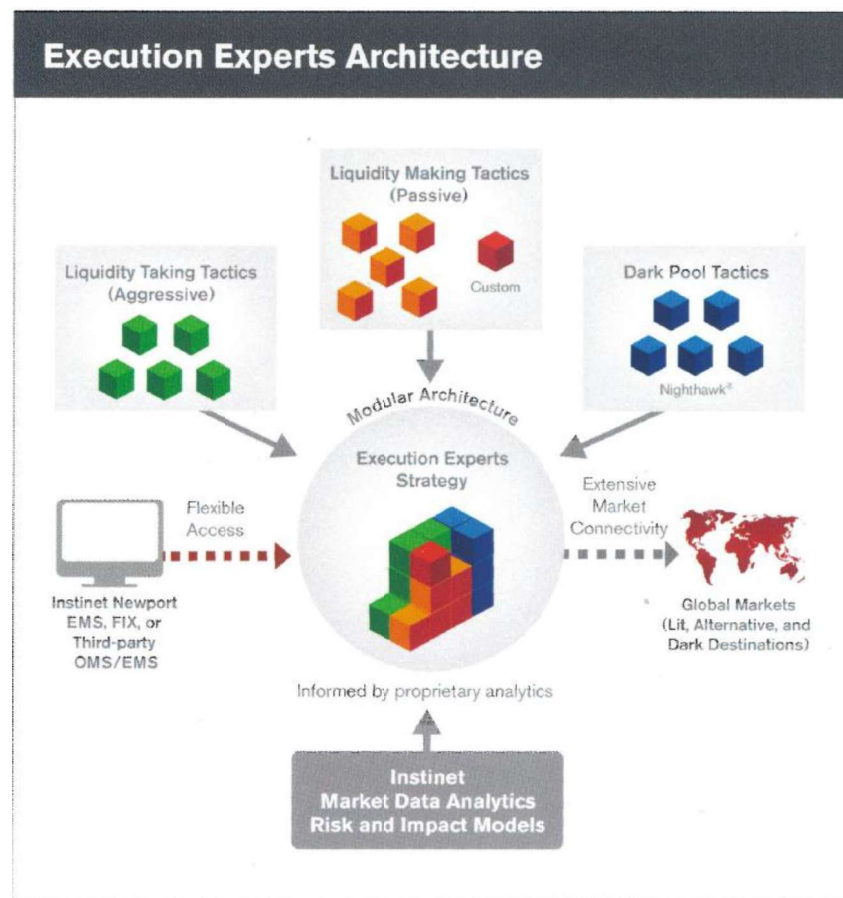 Execution Experts Architecture
Liquidity Making Tactics
(Passive)
Custom
Liquidity Taking Tactics
(Aggressive)
Dark Pool Tactics
Nighthawk®
Modular Architecture
Execution Experts
Strategy
Flexible
Access
Extensive
Market
Connectivity
Instinet Newport
EMS, FIX, or
Third-party
OMS/EMS
Global Markets
(Lit, Alternative, and
Dark Destinations)
Informed by proprietary analytics
Instinet
Market Data Analytics
Risk and Impact Models